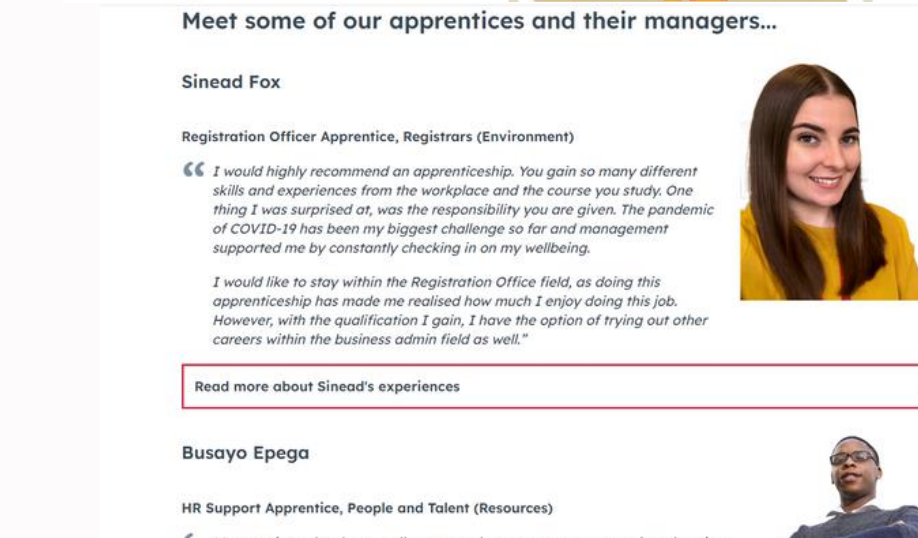 Meet some of our apprentices and their managers...
Sinead Fox
Registration Officer Apprentice, Registrars (Environment)
“ I would highly recommend an apprenticeship. You gain so many different
skills and experiences from the workplace and the course you study. One
thing I was surprised at, was the responsibility you are given. The pandemic
of COVID-19 has been my biggest challenge so far and management
supported me by constantly checking in on my wellbeing.
I would like to stay within the Registration Office field, as doing this
apprenticeship has made me realised how much I enjoy doing this job.
However, with the qualification I gain, I have the option of trying out other
careers within the business admin field as well.”
Read more about Sinead's experiences
Busayo Epega
HR Support Apprentice, People and Talent (Resources)